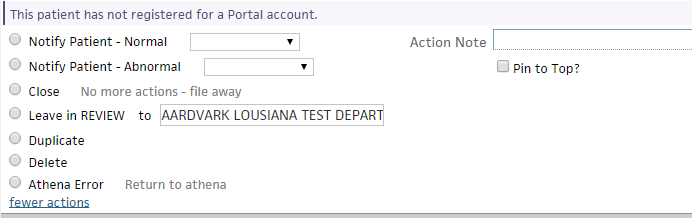 This patient has not registered for a Portal account.
Notify Patient - Normal
Action Note
Notify Patient - Abnormal
Pin to Top?
Close No more actions - file away
Leave in REVIEW to AARDVARK LOUSIANA TEST DEPART
Duplicate
Delete
Athena Error Return to athena
fewer actions